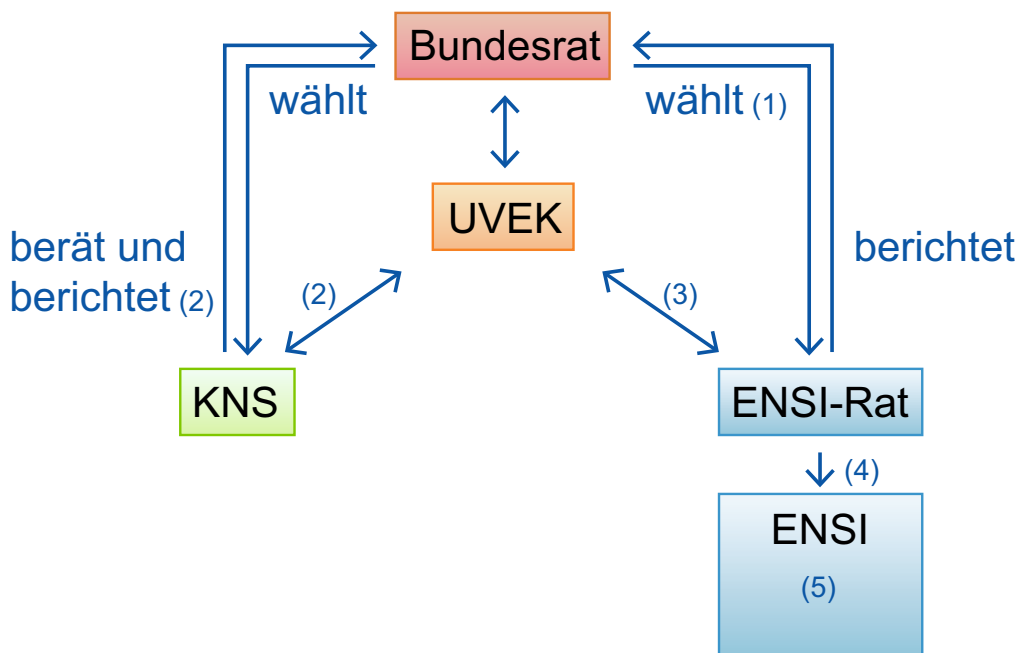 Bundesrat
wählt
wählt (1)
UVEK
berät und
berichtet (2)
berichtet
(2)
(3)
KNS
ENSI-Rat
(4)
ENSI
(5)